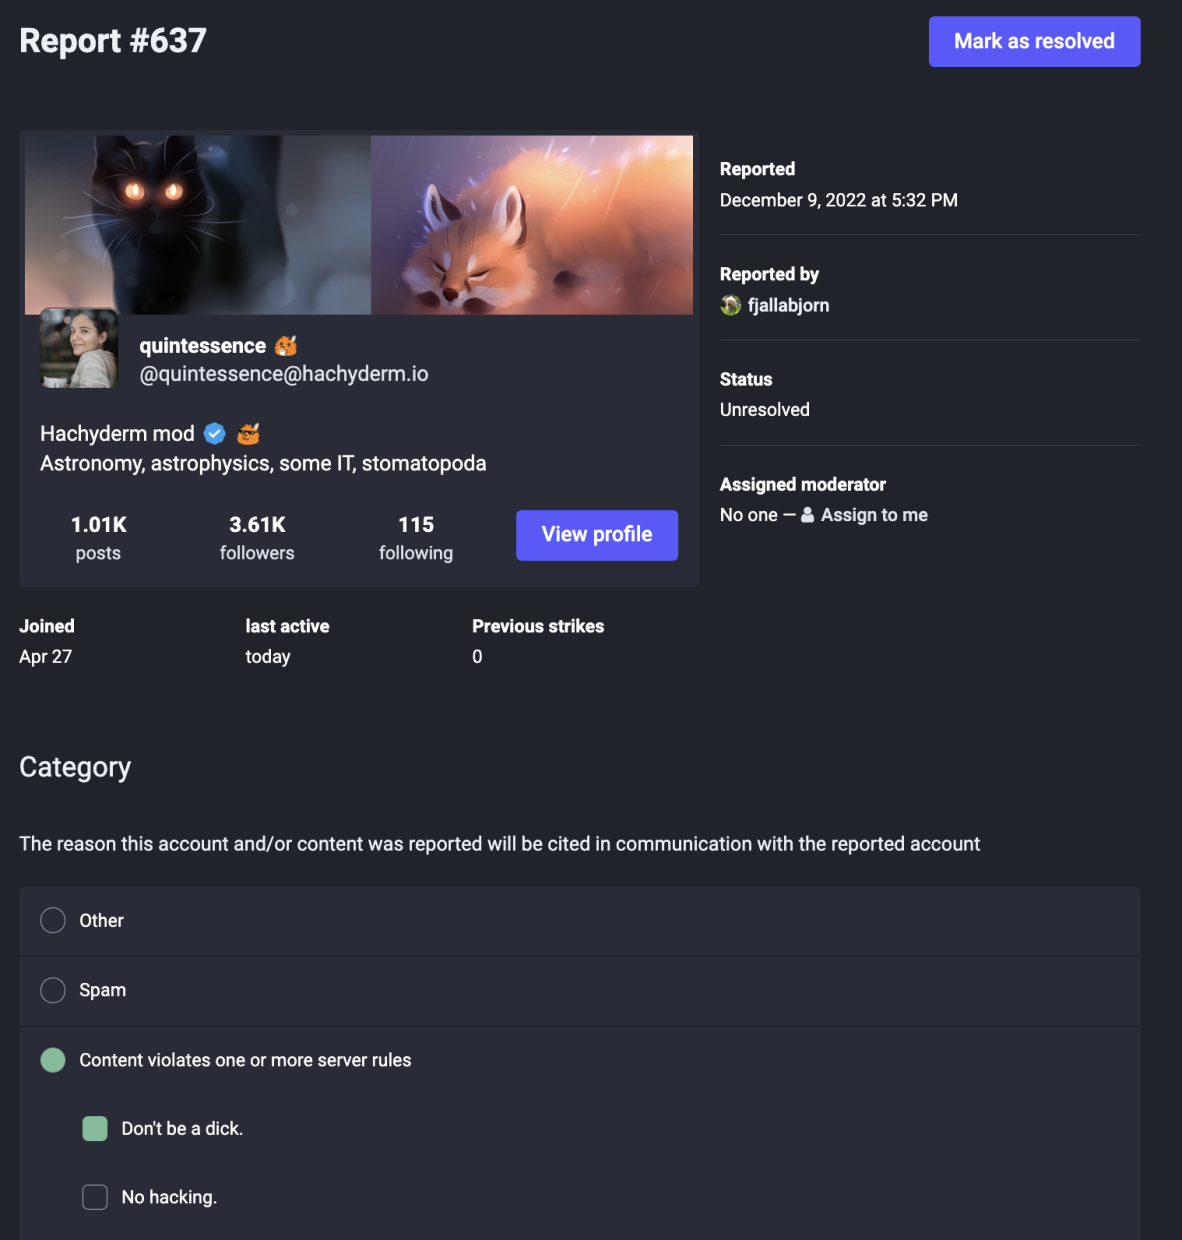 Report #637
Mark as resolved
quintessence
@quintessence@hachyderm.io
Hachyderm mod
Astronomy, astrophysics, some IT, stomatopoda
1.01K
posts
3.61K
followers
115
following
View profile
Reported
December 9, 2022 at 5:32 PM
Reported by
fjallabjorn
Status
Unresolved
Assigned moderator
No one — Assign to me
Joined
Apr 27
last active
today
Previous strikes
0
Category
The reason this account and/or content was reported will be cited in communication with the reported account
Other
Spam
Content violates one or more server rules
Don't be a dick.
No hacking.